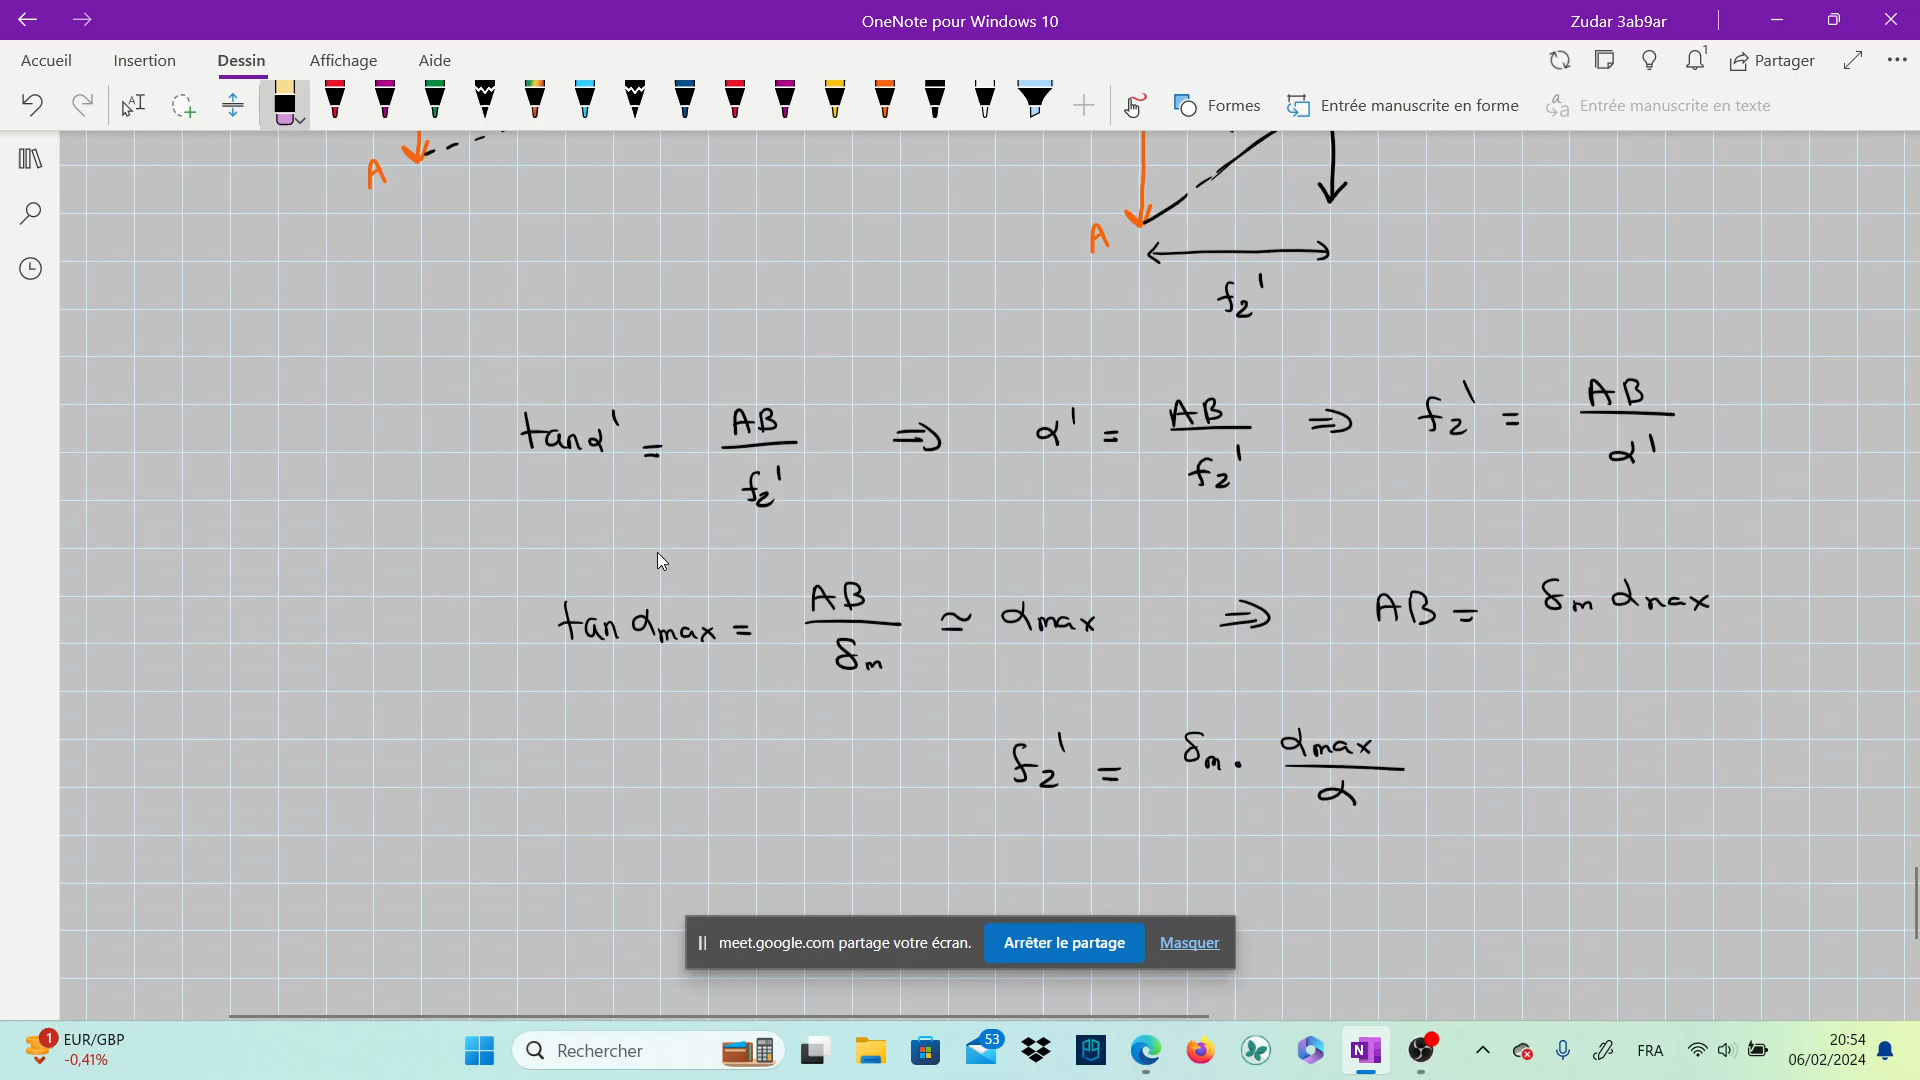 OneNote pour Windows 10
Zudar 3ab9ar
Accueil Insertion Dessin Affichage Aide
1
Partager
Formes
Entrée manuscrite en forme
Entrée manuscrite en texte
A
A
f₂'
tan α' = AB / f₂' ⇒ α' = AB / f₂' ⇒ f₂' = AB / α'
tan αmax = AB / δm ≃ αmax ⇒ AB = δm αmax
f₂' = δm . αmax / α
meet.google.com partage votre écran. Arrêter le partage Masquer
1
EUR/GBP
-0,41%
Rechercher
53
FRA
20:54
06/02/2024